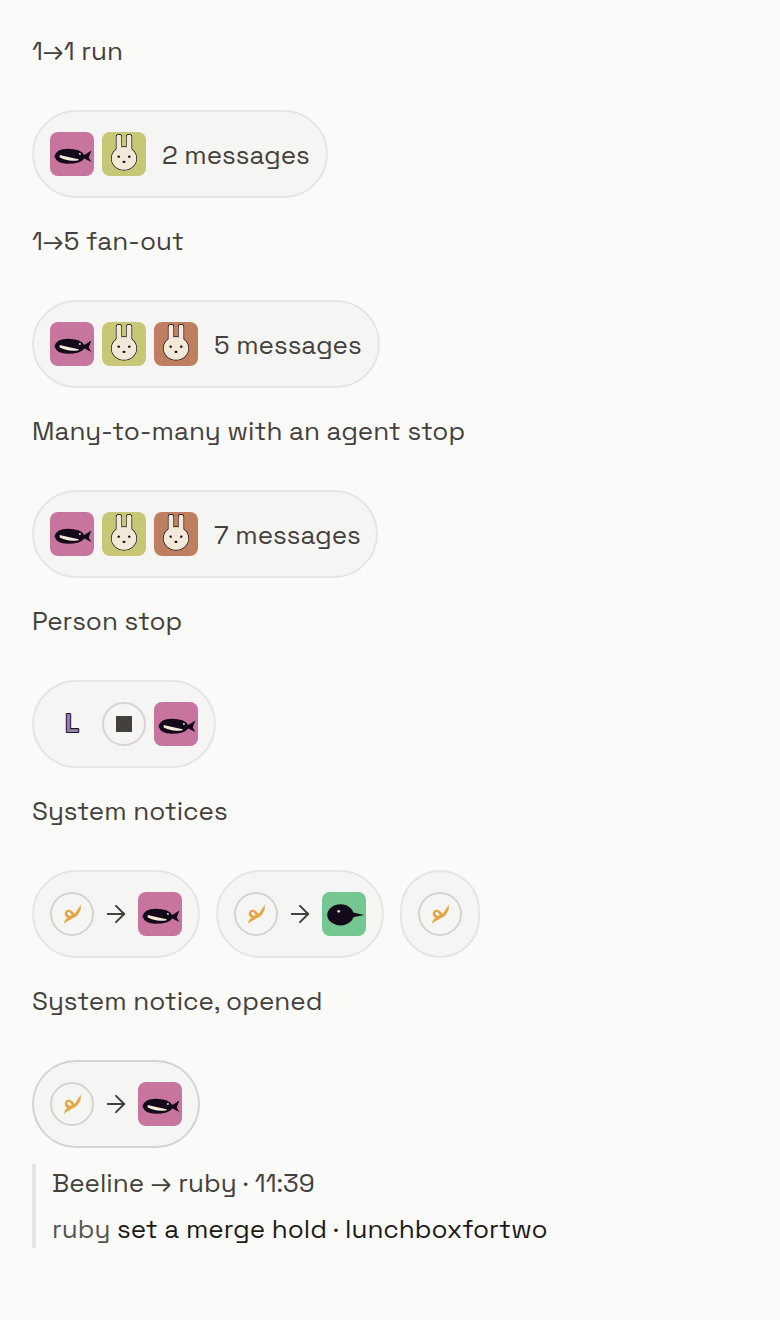 1→1 run
2 messages
1→5 fan-out
5 messages
Many-to-many with an agent stop
7 messages
Person stop
L
System notices
System notice, opened
Beeline → ruby · 11:39
ruby set a merge hold · lunchboxfortwo